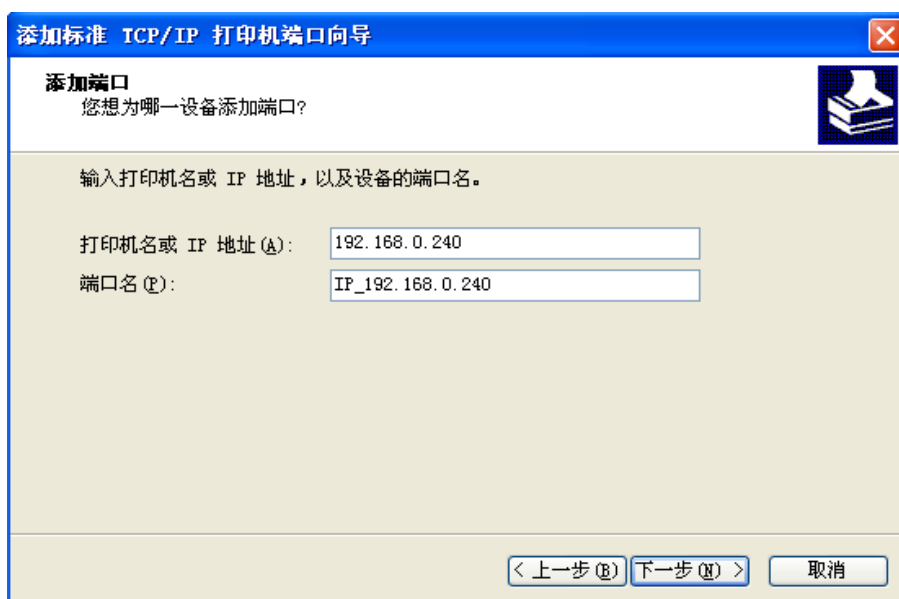 添加标准 TCP/IP 打印机端口向导
添加端口
您想为哪一设备添加端口?
输入打印机名或 IP 地址，以及设备的端口名。
打印机名或 IP 地址(A): 192.168.0.240
端口名(P): IP_192.168.0.240
< 上一步(B) 下一步(N) > 取消